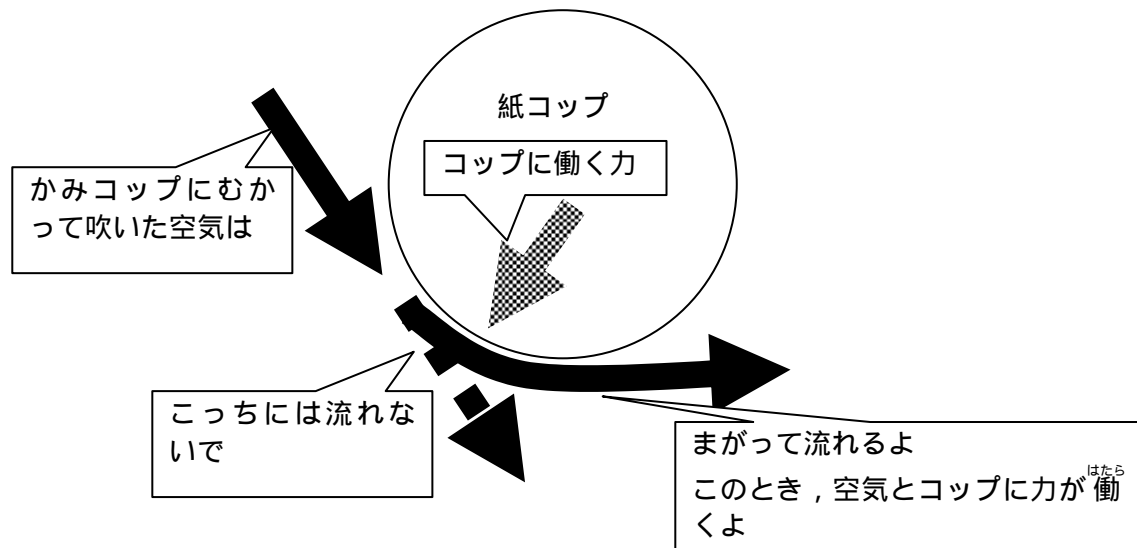 紙コップ
コップに働く力
かみコップにむか
って吹いた空気は
こっちには流れな
いで
まがって流れるよ
はたら
このとき，空気とコップに力が働
くよ